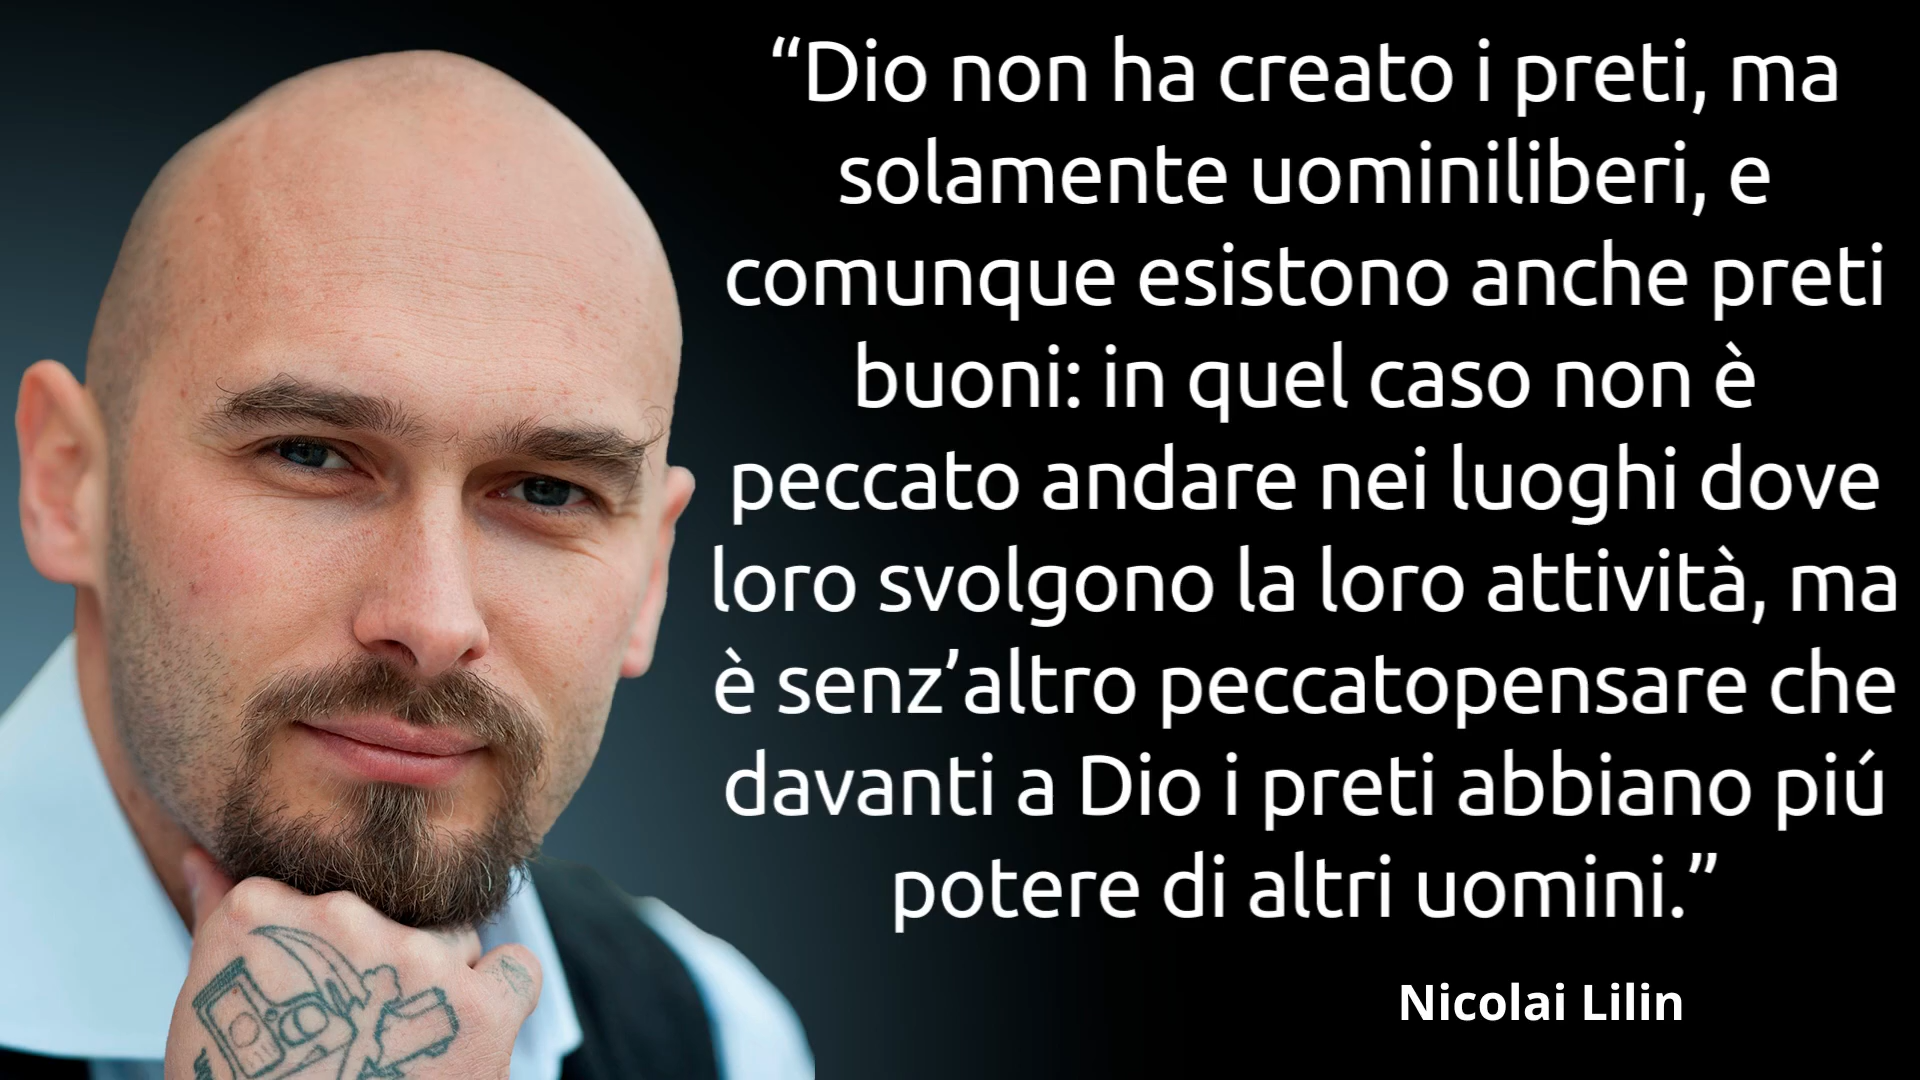 “Dio non ha creato i preti, ma
solamente uominiliberi, e
comunque esistono anche preti
buoni: in quel caso non è
peccato andare nei luoghi dove
loro svolgono la loro attività, ma
è senz’altro peccatopensare che
davanti a Dio i preti abbiano piú
potere di altri uomini.”
Nicolai Lilin